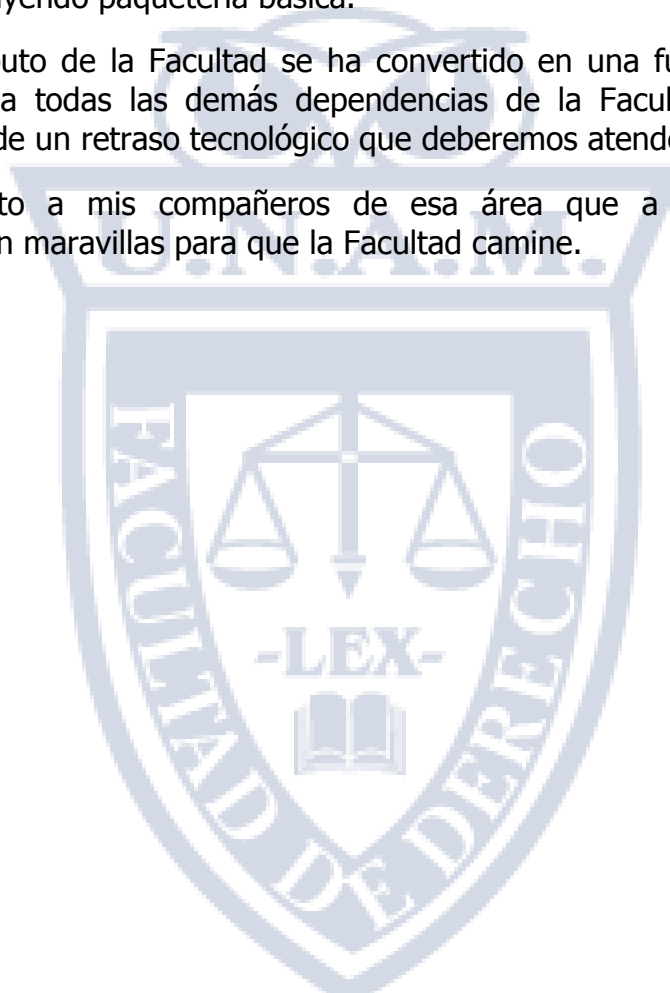 yendo paquetería básica.
uto de la Facultad se ha convertido en una fu
a todas las demás dependencias de la Facul
de un retraso tecnológico que deberemos atend
to a mis compañeros de esa área que a
n maravillas para que la Facultad camine.
U.N.A.M.
FACULTAD DE DERECHO
-LEX-